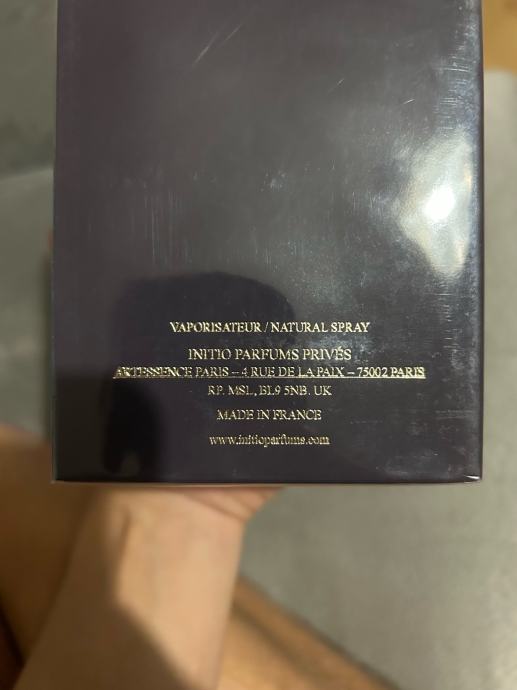 VAPORISATEUR / NATURAL SPRAY
INITIO PARFUMS PRIVÉS
ARTESSENCE PARIS – 4 RUE DE LA PAIX – 75002 PARIS
RP. MSL, BL9 5NB. UK
MADE IN FRANCE
www.initioparfums.com